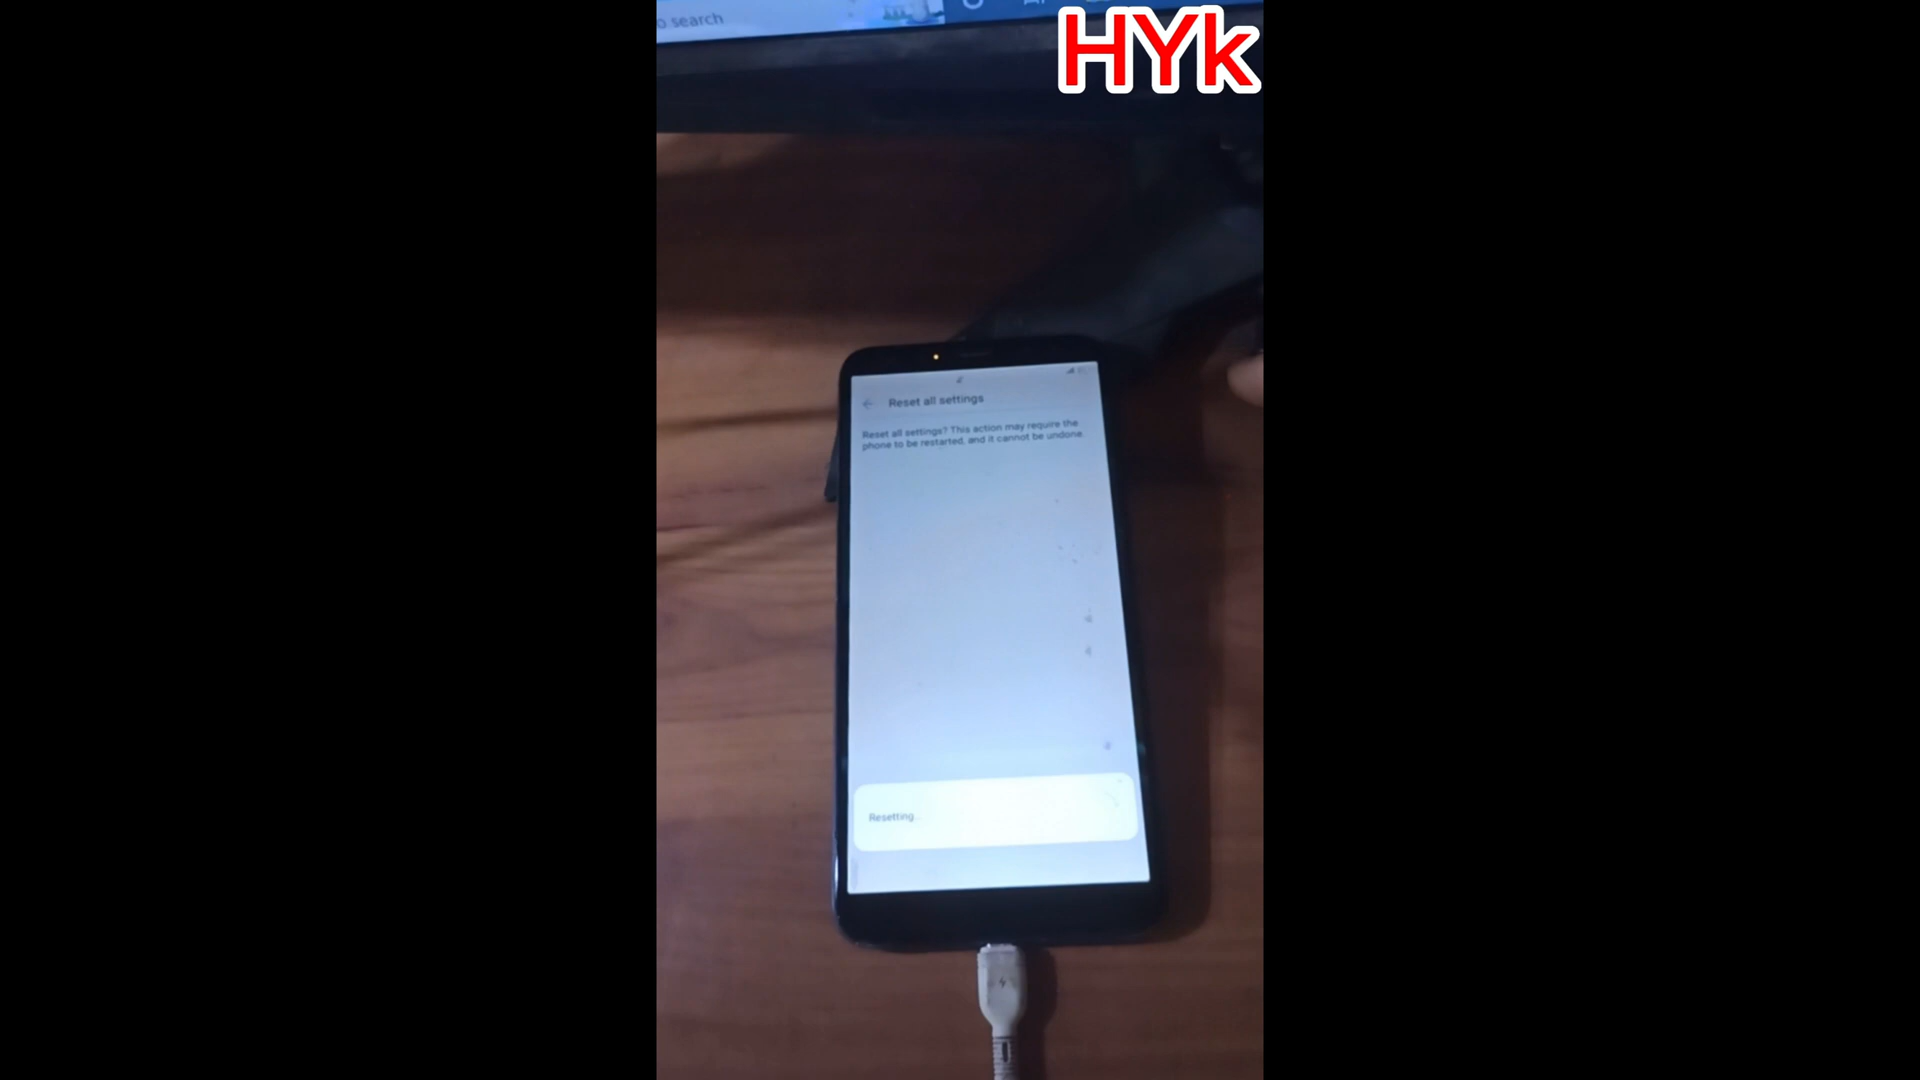 o search
HYk
Reset all settings
Reset all settings? This action may require the
phone to be restarted, and it cannot be undone.
Resetting...